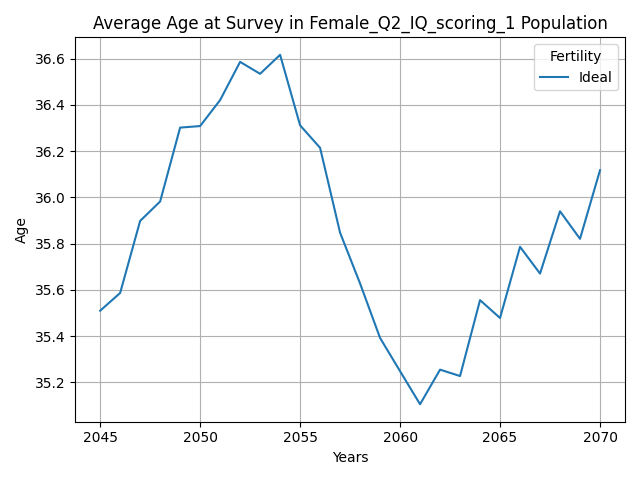 Average Age at Survey in Female_Q2_IQ_scoring_1 Population
Fertility
Ideal
36.6
36.4
36.2
36.0
35.8
35.6
35.4
35.2
Age
2045 2050 2055 2060 2065 2070
Years